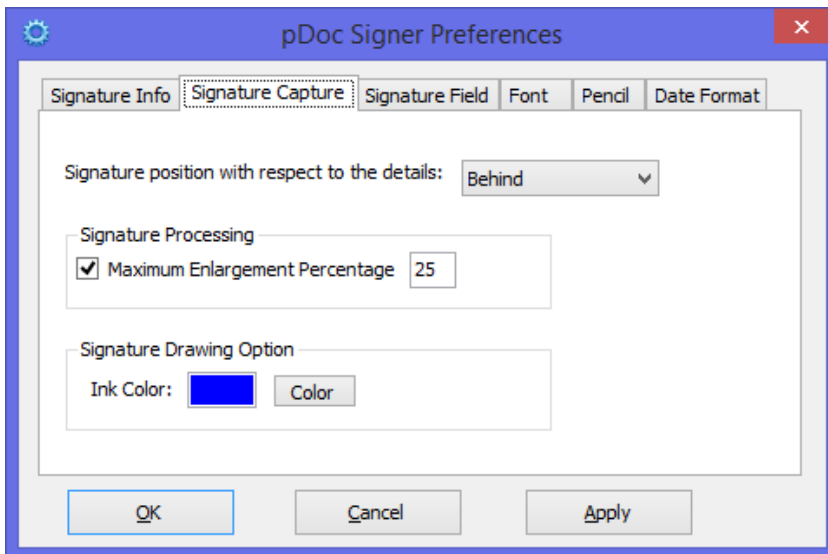 pDoc Signer Preferences
Signature Info Signature Capture Signature Field Font Pencil Date Format
Signature position with respect to the details: Behind
Signature Processing
Maximum Enlargement Percentage 25
Signature Drawing Option
Ink Color: Color
OK Cancel Apply